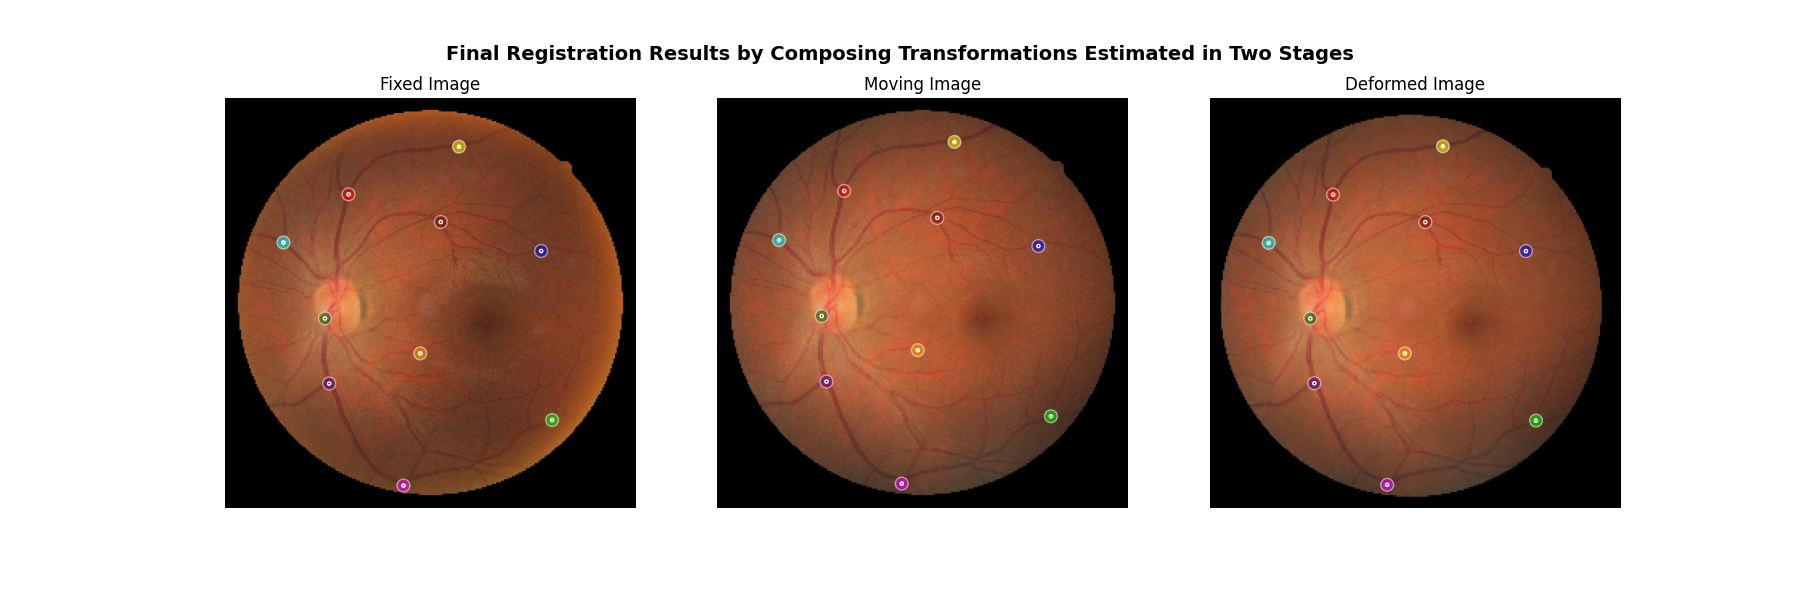 Final Registration Results by Composing Transformations Estimated in Two Stages
Fixed Image
Moving Image
Deformed Image